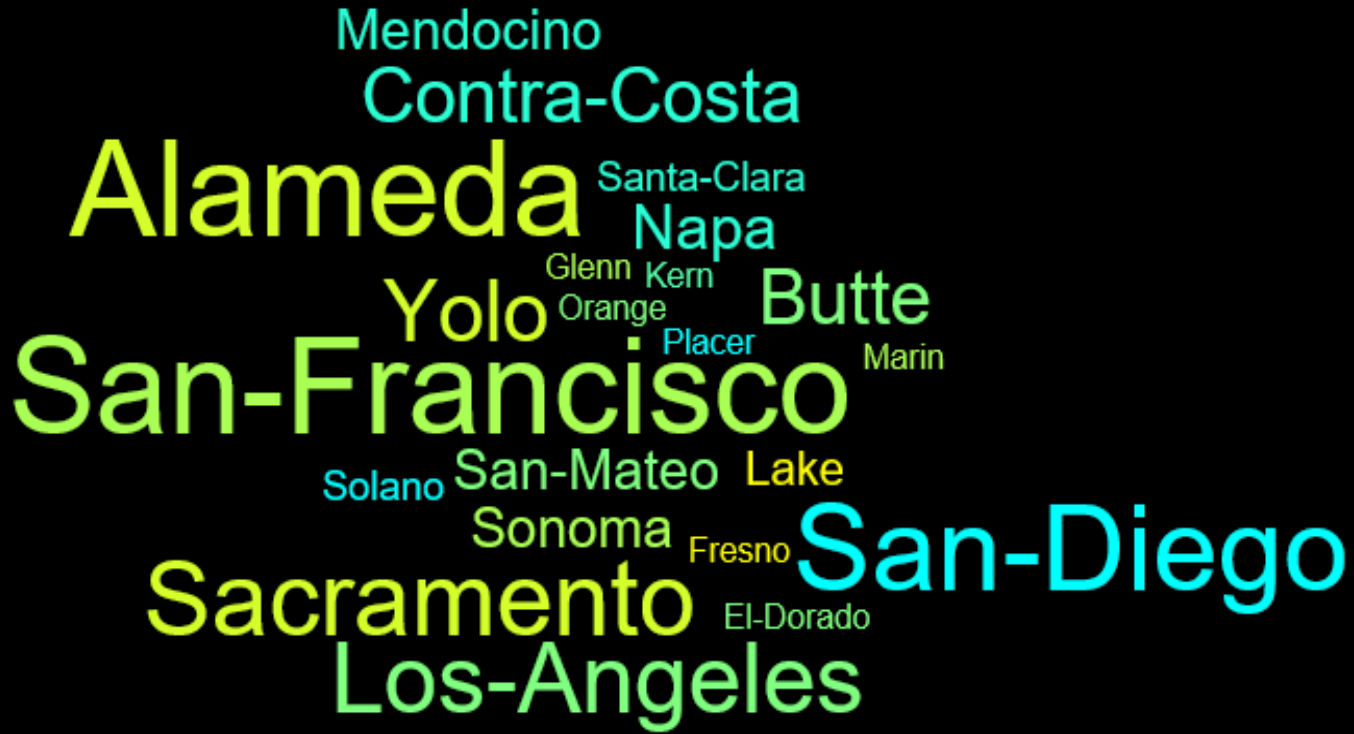 Mendocino
Contra-Costa
Alameda
Santa-Clara
Napa
Glenn
Kern
Butte
Yolo
Orange
Placer
San-Francisco
Marin
San-Mateo
Lake
Solano
Sonoma
Fresno
San-Diego
Sacramento
El-Dorado
Los-Angeles